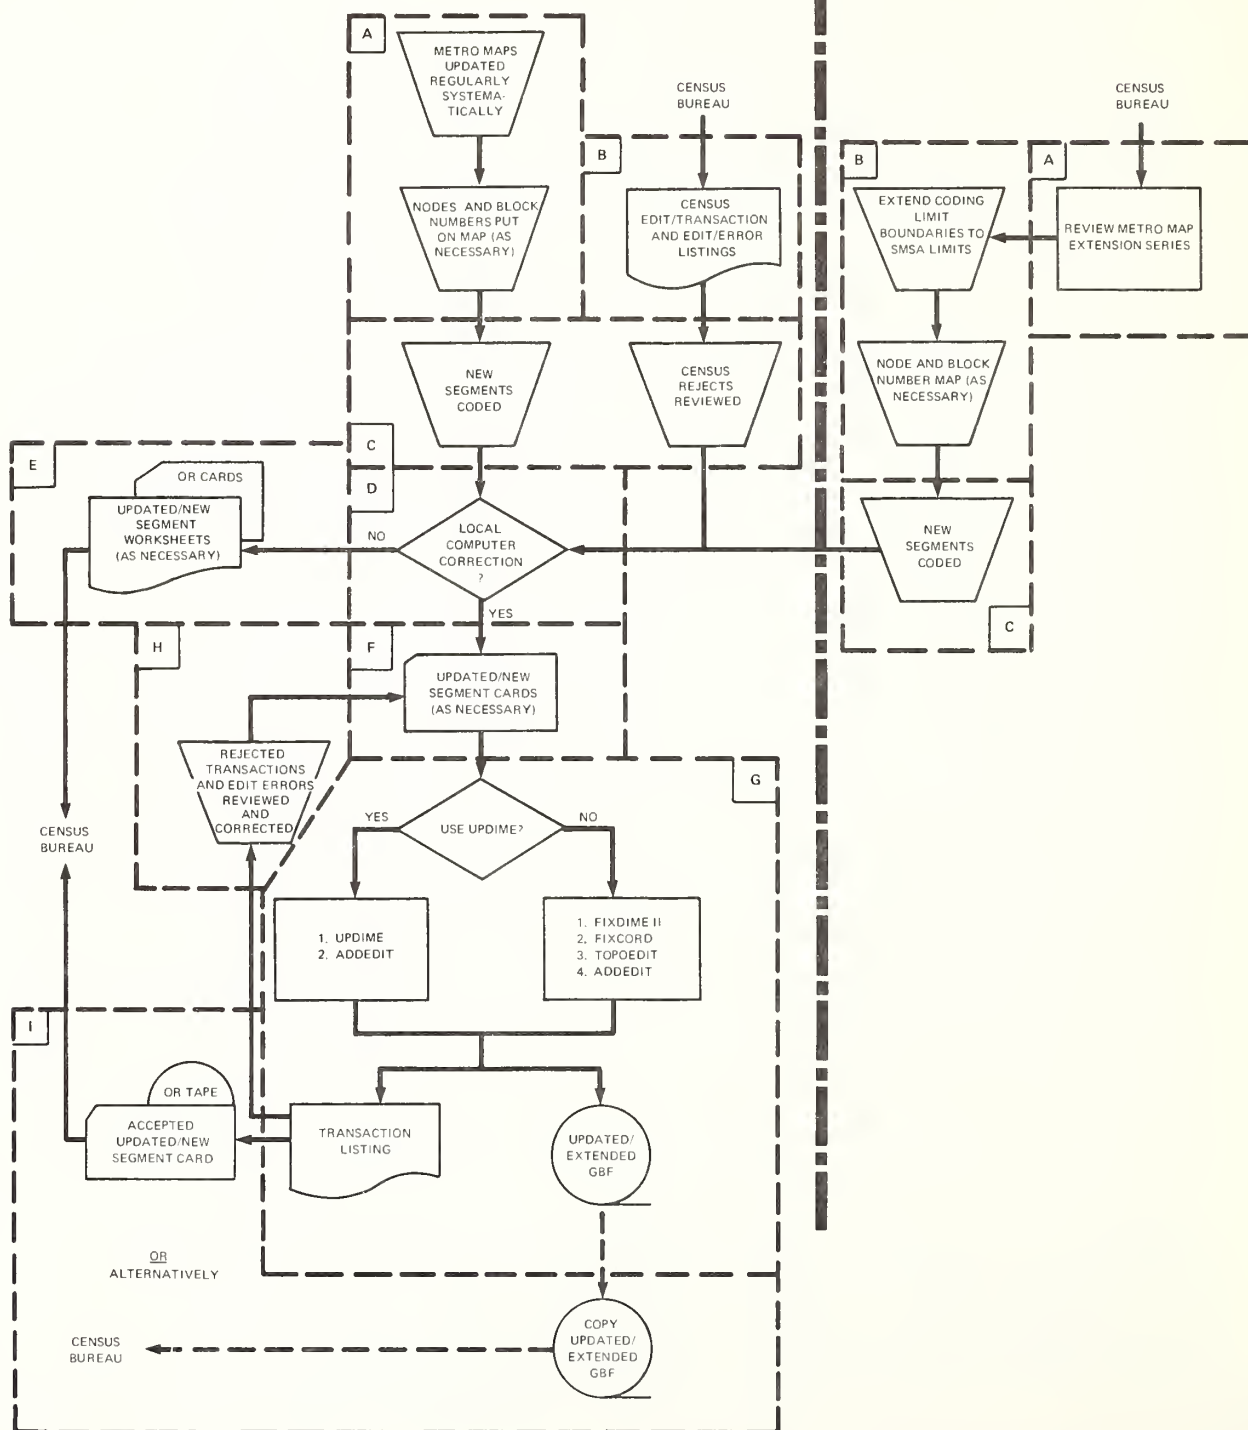 A
METRO MAPS
UPDATED
REGULARLY
SYSTEMA-
TICALLY
CENSUS
BUREAU
CENSUS
BUREAU
B
B
A
NODES AND BLOCK
NUMBERS PUT
ON MAP (AS
NECESSARY)
CENSUS
EDIT/TRANSACTION
AND EDIT/ERROR
LISTINGS
EXTEND CODING
LIMIT
BOUNDARIES TO
SMSA LIMITS
REVIEW METRO MAP
EXTENSION SERIES
NEW
SEGMENTS
CODED
CENSUS
REJECTS
REVIEWED
NODE AND BLOCK
NUMBER MAP (AS
NECESSARY)
C
E
D
OR CARDS
UPDATED/NEW
SEGMENT
WORKSHEETS
(AS NECESSARY)
NO
LOCAL
COMPUTER
CORRECTION
?
YES
NEW
SEGMENTS
CODED
C
H
F
UPDATED/NEW
SEGMENT CARDS
(AS NECESSARY)
REJECTED
TRANSACTIONS
AND EDIT ERRORS
REVIEWED
AND
CORRECTED
G
YES
USE UPDIME?
NO
CENSUS
BUREAU
1. UPDIME
2. ADDEDIT
1. FIXDIME II
2. FIXCORD
3. TOPOEDIT
4. ADDEDIT
I
OR TAPE
ACCEPTED
UPDATED/NEW
SEGMENT CARD
TRANSACTION
LISTING
UPDATED/
EXTENDED
GBF
OR
ALTERNATIVELY
CENSUS
BUREAU
COPY
UPDATED/
EXTENDED
GBF